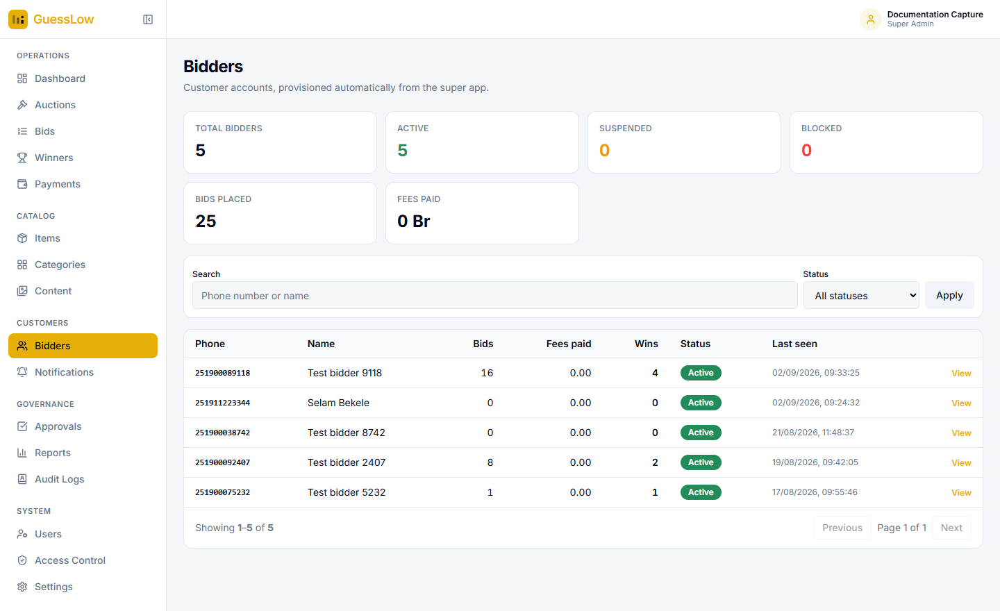 GuessLow
Documentation Capture
Super Admin
OPERATIONS
Dashboard
Auctions
Bids
Winners
Payments
CATALOG
Items
Categories
Content
CUSTOMERS
Bidders
Notifications
GOVERNANCE
Approvals
Reports
Audit Logs
SYSTEM
Users
Access Control
Settings
Bidders
Customer accounts, provisioned automatically from the super app.
TOTAL BIDDERS
5
ACTIVE
5
SUSPENDED
0
BLOCKED
0
BIDS PLACED
25
FEES PAID
0 Br
Search
Phone number or name
Status
All statuses
Apply
Phone Name Bids Fees paid Wins Status Last seen
251900089118 Test bidder 9118 16 0.00 4 Active 02/09/2026, 09:33:25 View
251911223344 Selam Bekele 0 0.00 0 Active 02/09/2026, 09:24:32 View
251900038742 Test bidder 8742 0 0.00 0 Active 21/08/2026, 11:48:37 View
251900092407 Test bidder 2407 8 0.00 2 Active 19/08/2026, 09:42:05 View
251900075232 Test bidder 5232 1 0.00 1 Active 17/08/2026, 09:55:46 View
Showing 1–5 of 5
Previous Page 1 of 1 Next